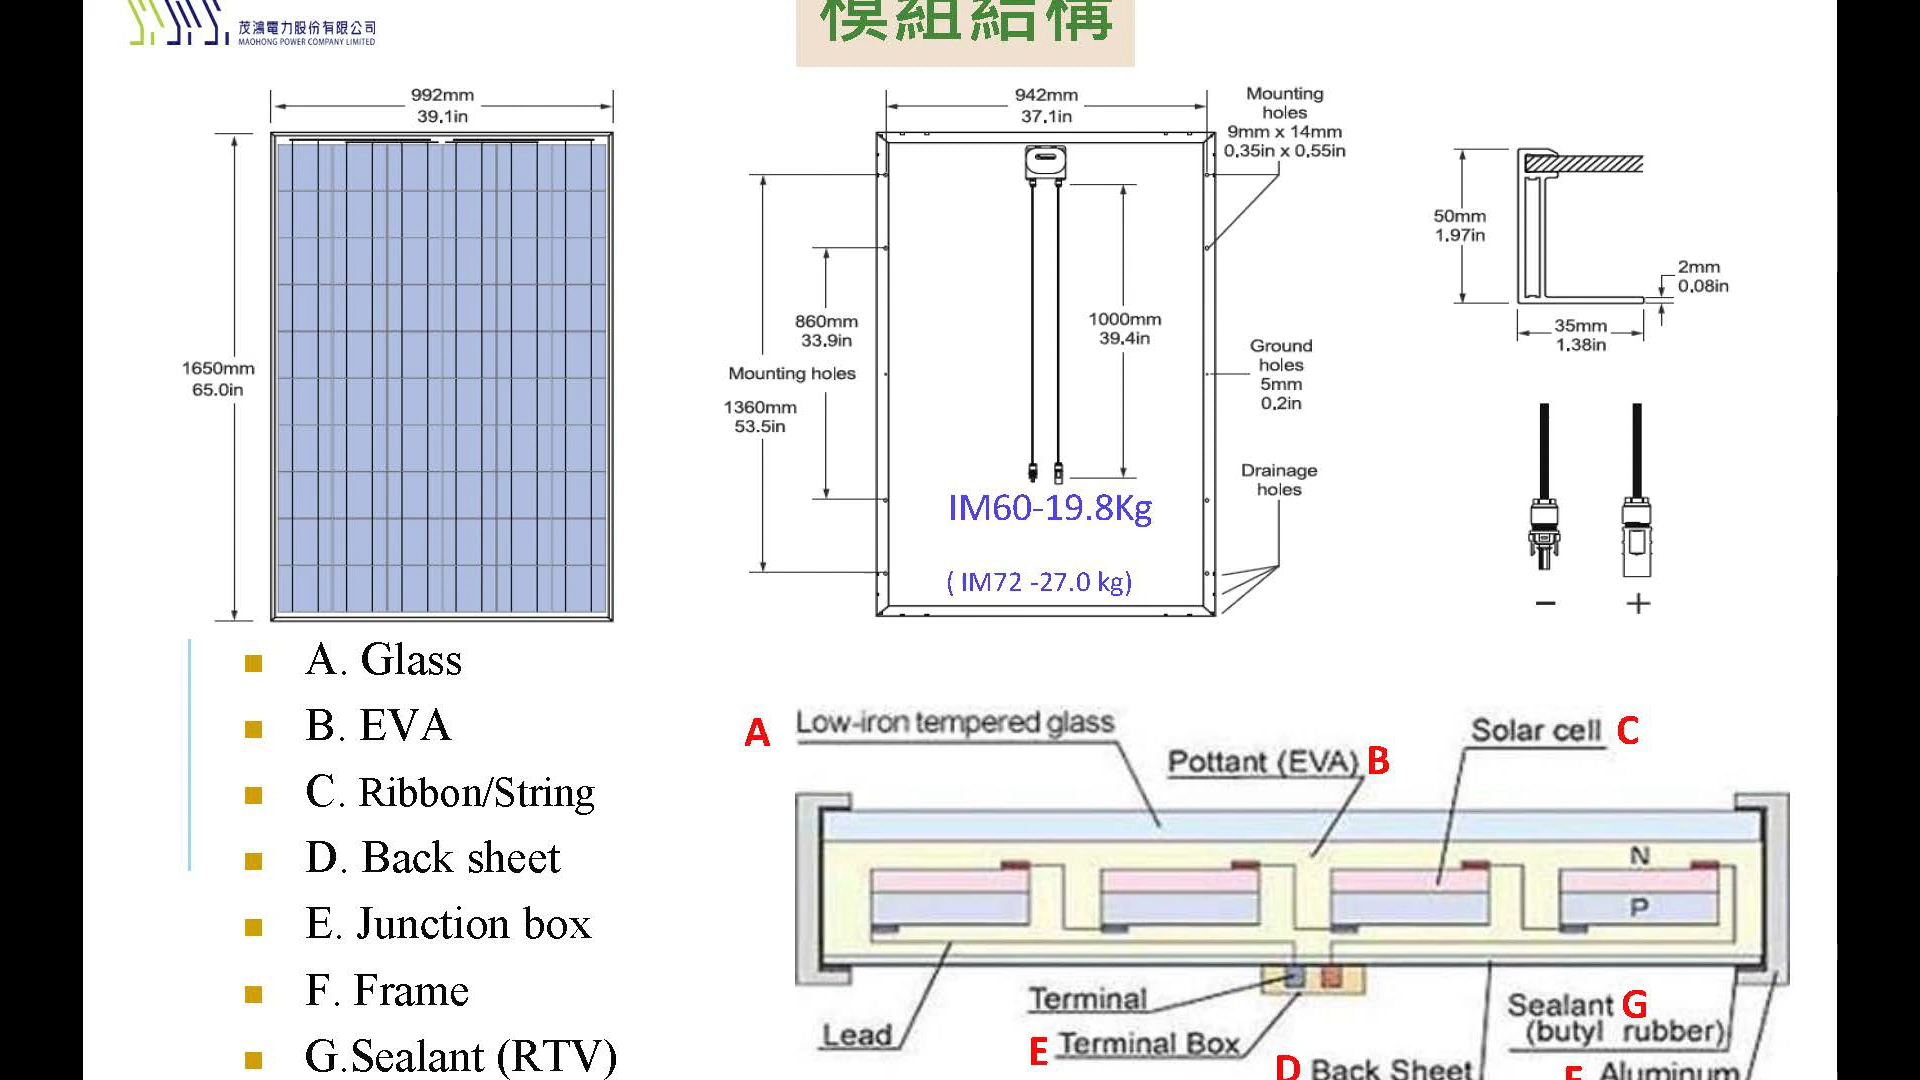 茂鴻電力股份有限公司
MAOHONG POWER COMPANY LIMITED
模組結構
992mm
39.1in
1650mm
65.0in
942mm
37.1in
Mounting
holes
9mm x 14mm
0.35in x 0.55in
860mm
33.9in
Mounting holes
1360mm
53.5in
1000mm
39.4in
Ground
holes
5mm
0.2in
Drainage
holes
IM60-19.8Kg
( IM72 -27.0 kg)
50mm
1.97in
2mm
0.08in
35mm
1.38in
− +
A. Glass
B. EVA
C. Ribbon/String
D. Back sheet
E. Junction box
F. Frame
G.Sealant (RTV)
A Low-iron tempered glass
Pottant (EVA) B
Solar cell C
N
P
Terminal
Lead
E Terminal Box
D Back Sheet
Sealant G
(butyl rubber)
F Aluminum